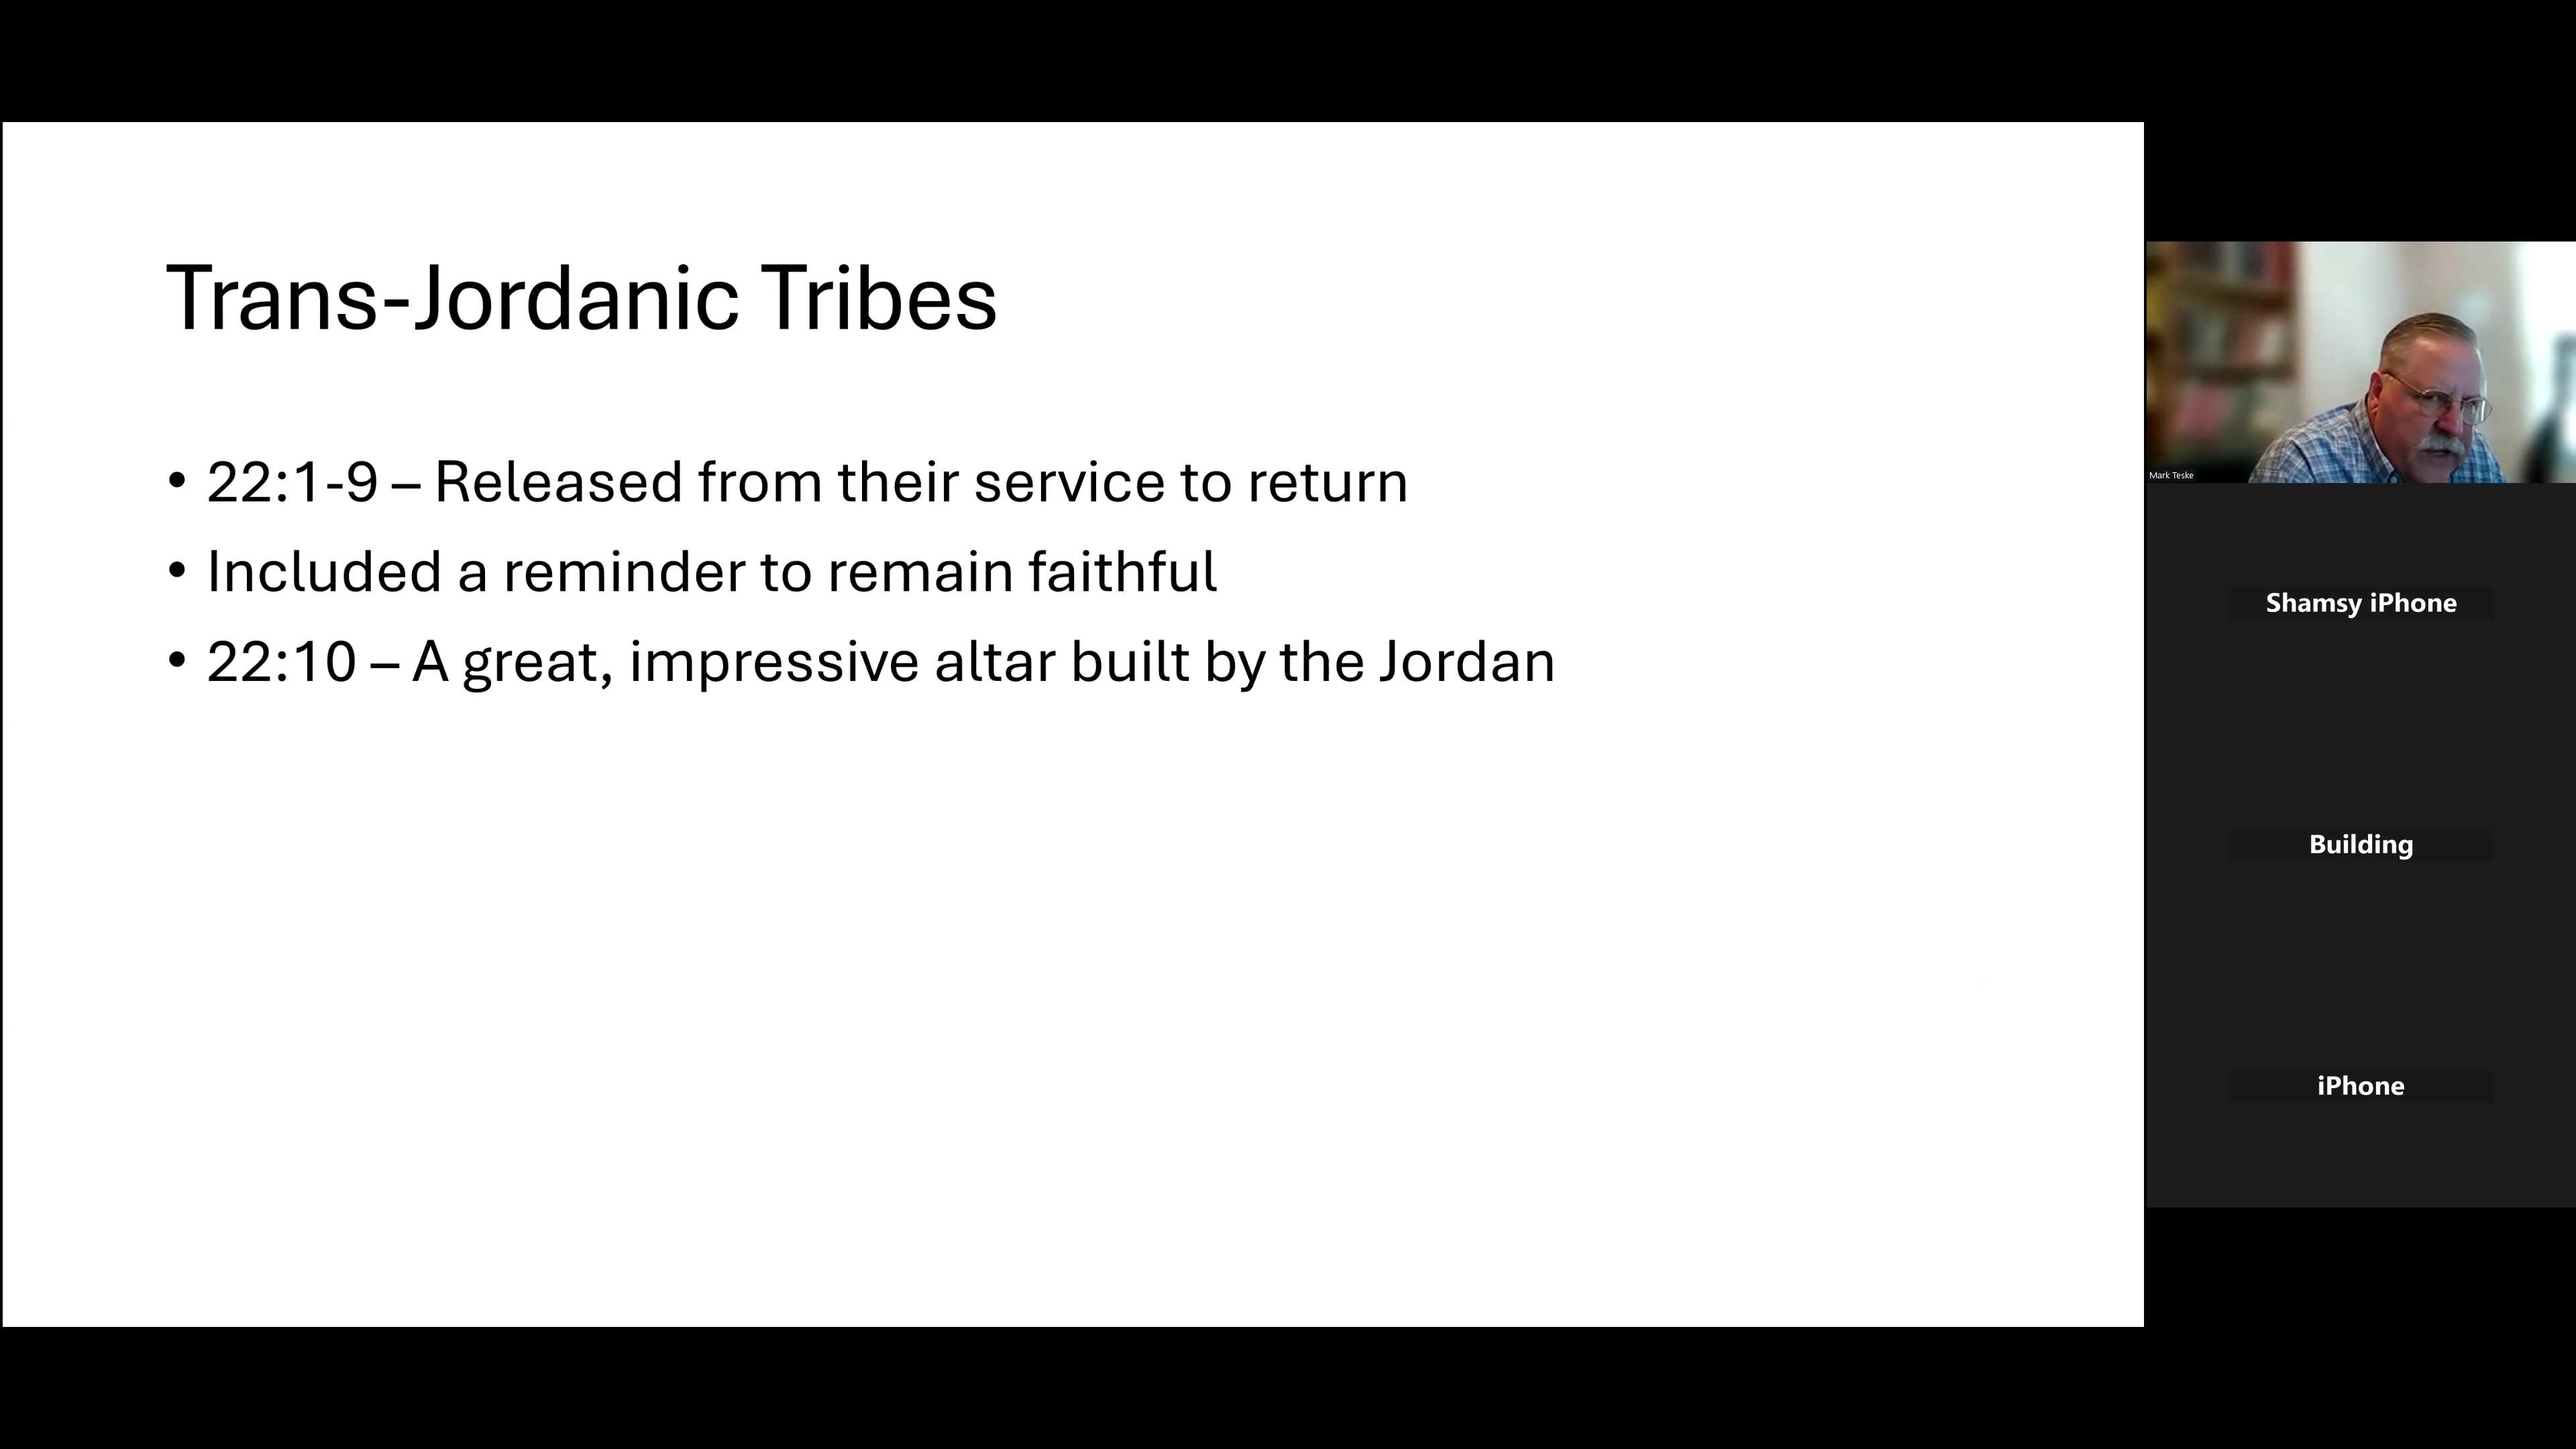 Trans-Jordanic Tribes
• 22:1-9 – Released from their service to return
• Included a reminder to remain faithful
• 22:10 – A great, impressive altar built by the Jordan
Mark Teske
Shamsy iPhone
Building
iPhone